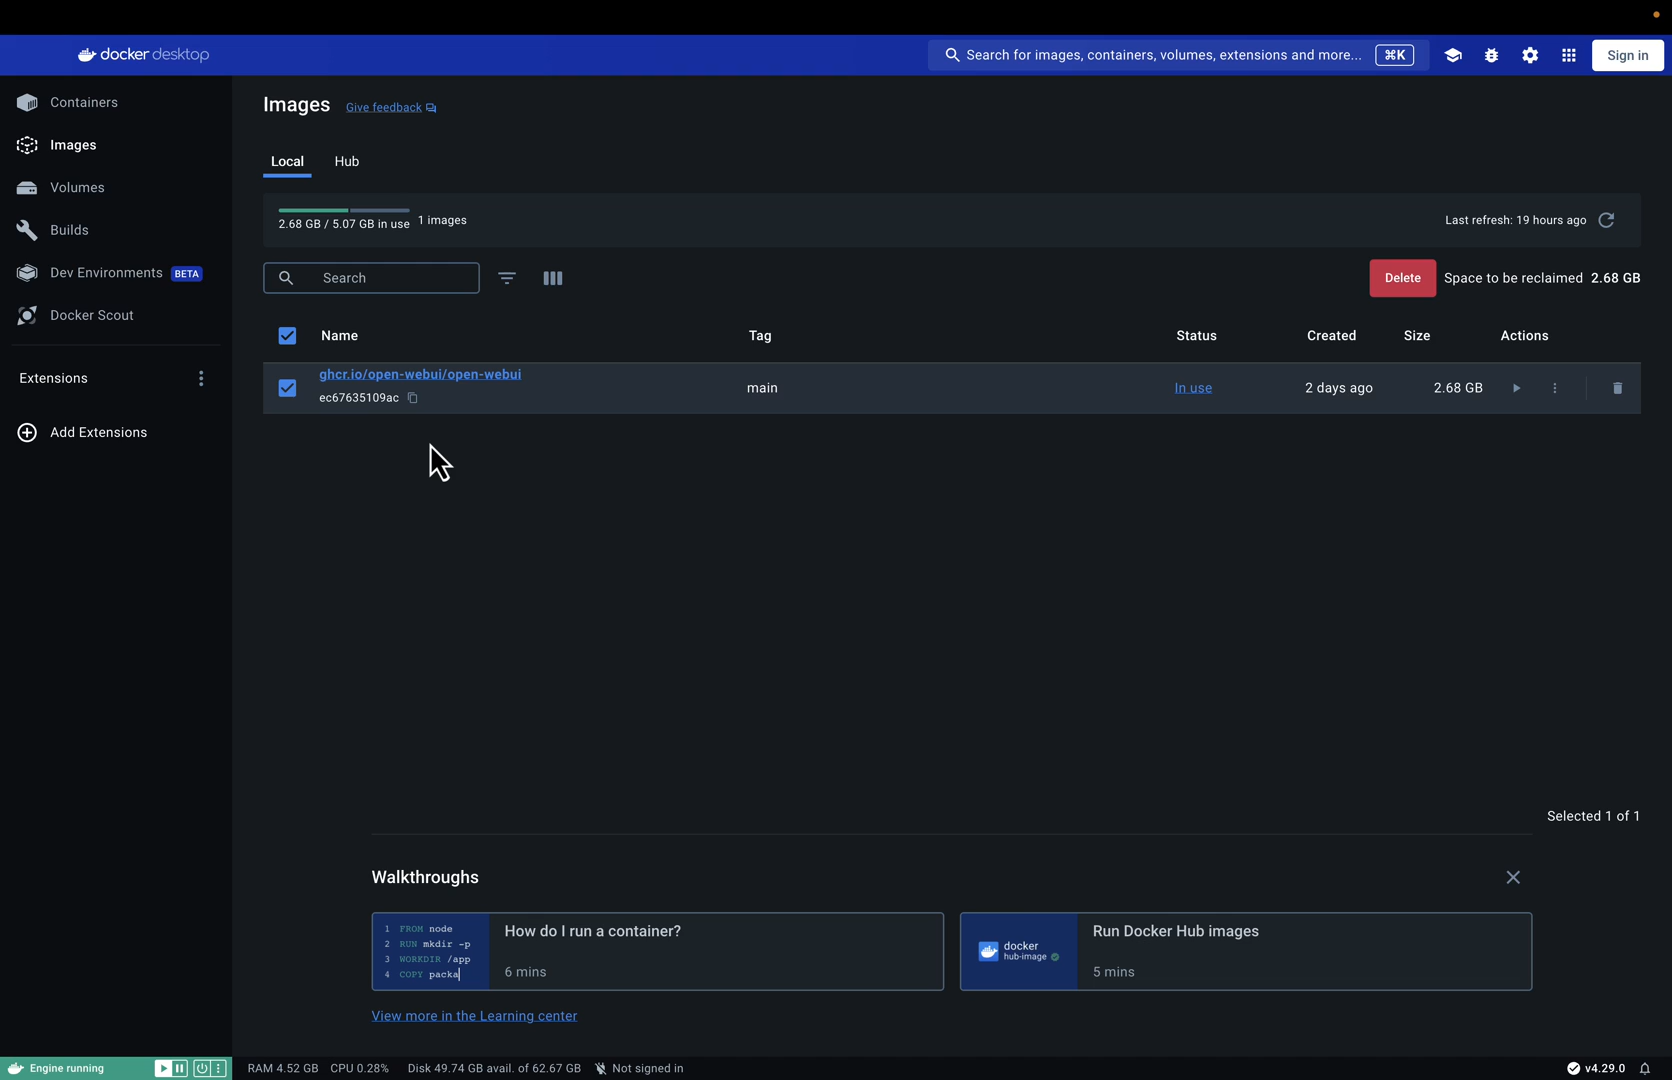 docker desktop
Search for images, containers, volumes, extensions and more... ⌘K
Sign in
Containers
Images
Volumes
Builds
Dev Environments BETA
Docker Scout
Extensions
Add Extensions
Images Give feedback
Local Hub
2.68 GB / 5.07 GB in use 1 images
Last refresh: 19 hours ago
Search
Delete Space to be reclaimed 2.68 GB
Name Tag Status Created Size Actions
ghcr.io/open-webui/open-webui
ec67635109ac
main In use 2 days ago 2.68 GB
Selected 1 of 1
Walkthroughs
1 FROM node
2 RUN mkdir -p
3 WORKDIR /app
4 COPY packa
How do I run a container?
6 mins
docker
hub-image
Run Docker Hub images
5 mins
View more in the Learning center
Engine running
RAM 4.52 GB CPU 0.28% Disk 49.74 GB avail. of 62.67 GB Not signed in
v4.29.0